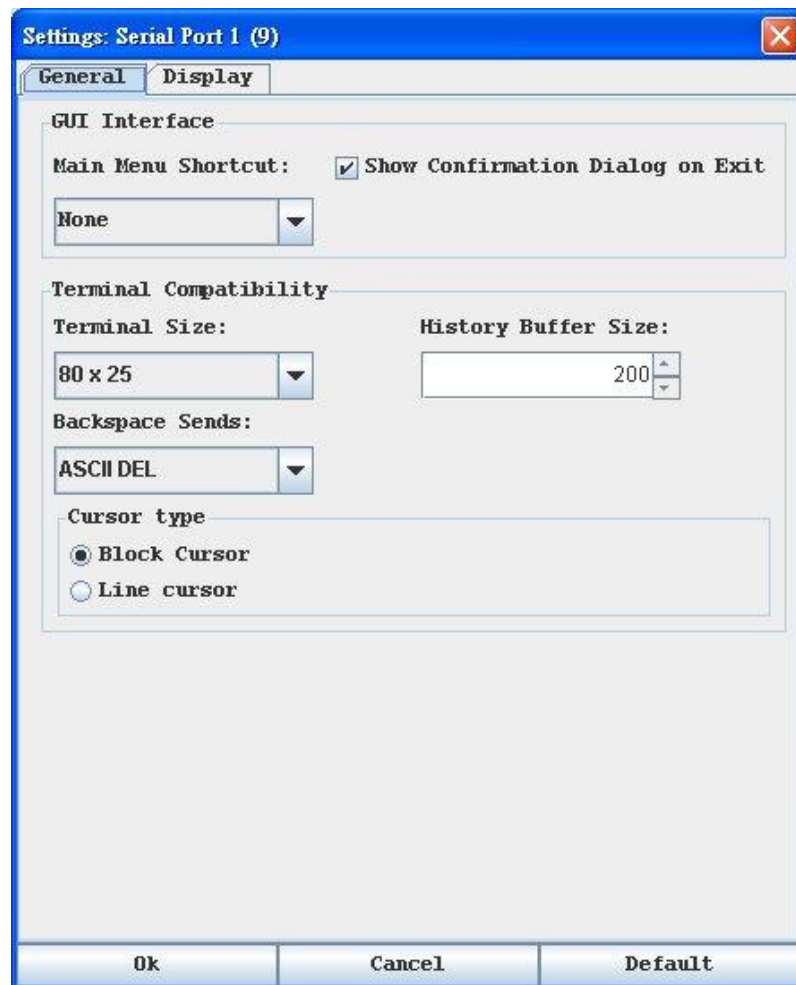 Settings: Serial Port 1 (9)
General Display
GUI Interface
Main Menu Shortcut: Show Confirmation Dialog on Exit
None
Terminal Compatibility
Terminal Size: History Buffer Size:
80 x 25 200
Backspace Sends:
ASCII DEL
Cursor type
Block Cursor
Line cursor
Ok Cancel Default